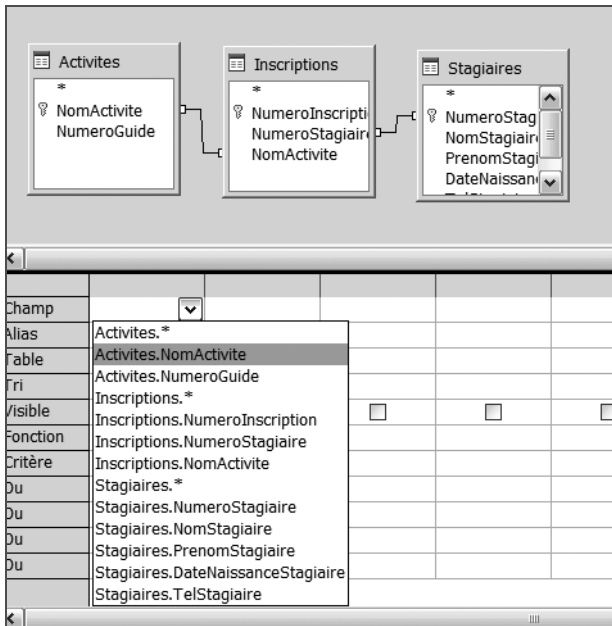 Activites
*
NomActivite
NumeroGuide
Inscriptions
*
NumeroInscripti
NumeroStagiaire
NomActivite
Stagiaires
*
NumeroStag
NomStagiair
PrenomStagi
DateNaissan
Champ
Alias
Table
Tri
Visible
Fonction
Critère
Ou
Ou
Ou
Ou
Activites.*
Activites.NomActivite
Activites.NumeroGuide
Inscriptions.*
Inscriptions.NumeroInscription
Inscriptions.NumeroStagiaire
Inscriptions.NomActivite
Stagiaires.*
Stagiaires.NumeroStagiaire
Stagiaires.NomStagiaire
Stagiaires.PrenomStagiaire
Stagiaires.DateNaissanceStagiaire
Stagiaires.TelStagiaire